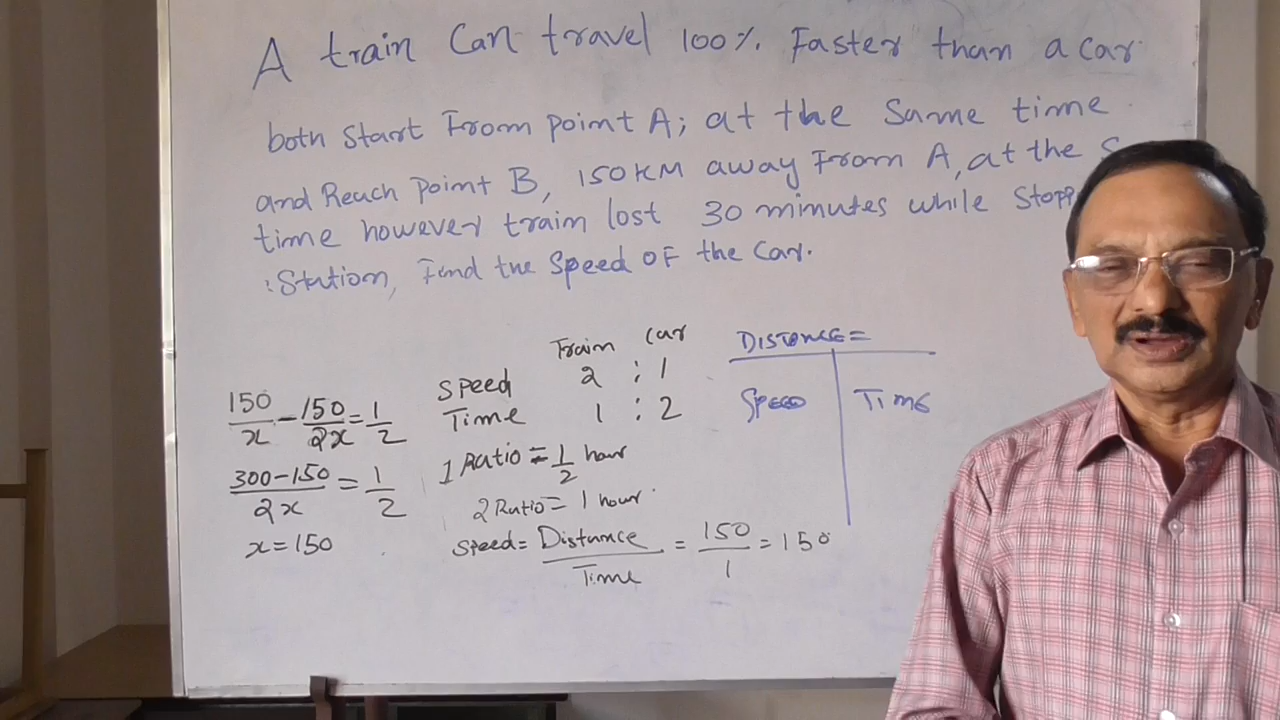 A train Can travel 100% Faster than a car
both Start From point A; at the Same time
and Reach Point B, 150KM away From A, at the
time however train lost 30 minutes while Stopp
Station, Find the Speed OF the Car.
150/x - 150/2x = 1/2
300-150/2x = 1/2
x = 150
Train Car
Speed 2 : 1
Time 1 : 2
1 Ratio = 1/2 hour
2 Ratio = 1 hour
Speed = Distance/Time = 150/1 = 150
DISTANCE =
Speed Time